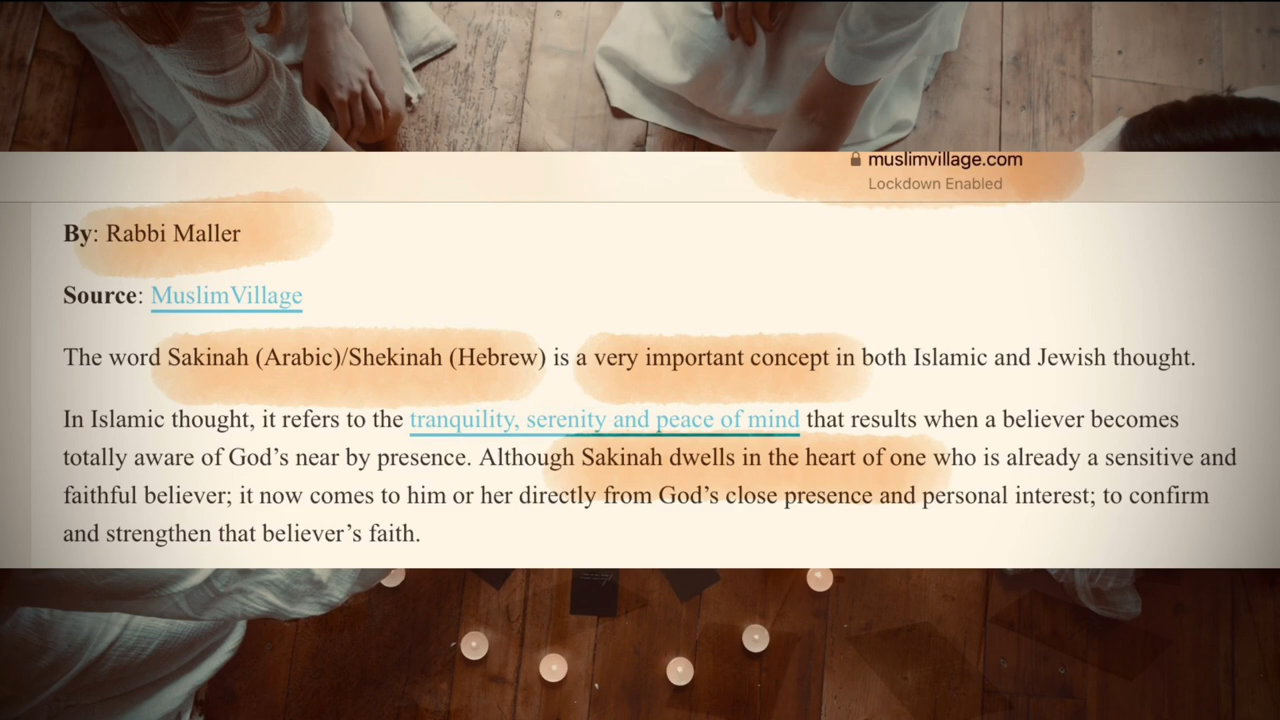 muslimvillage.com
Lockdown Enabled
By: Rabbi Maller
Source: MuslimVillage
The word Sakinah (Arabic)/Shekinah (Hebrew) is a very important concept in both Islamic and Jewish thought.
In Islamic thought, it refers to the tranquility, serenity and peace of mind that results when a believer becomes
totally aware of God’s near by presence. Although Sakinah dwells in the heart of one who is already a sensitive and
faithful believer; it now comes to him or her directly from God’s close presence and personal interest; to confirm
and strengthen that believer’s faith.